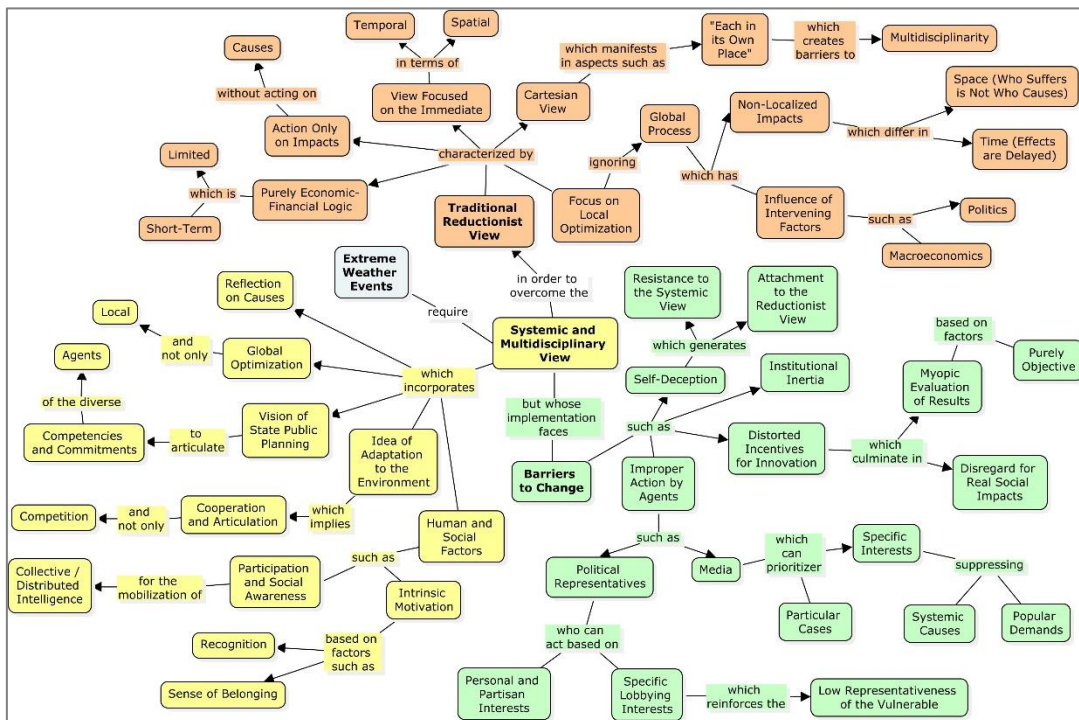 Temporal
Spatial
"Each in
its Own
Place"
which
creates
barriers to
Multidisciplinarity
Causes
in terms of
which manifests
in aspects such as
without acting on
View Focused
on the Immediate
Cartesian
View
Space (Who Suffers
is Not Who Causes)
Non-Localized
Impacts
Global
Process
which differ in
Action Only
on Impacts
characterized by
ignoring
Time (Effects
are Delayed)
Limited
which is
Purely Economic-
Financial Logic
which has
Short-Term
Traditional
Reductionist
View
Focus on
Local
Optimization
Influence of
Intervening
Factors
such as
Politics
Macroeconomics
Extreme
Weather
Events
in order to
overcome the
Resistance to
the Systemic
View
Attachment
to the
Reductionist
View
Reflection
on Causes
require
Local
and
not only
Global
Optimization
Systemic and
Multidisciplinary
View
which generates
based on
factors
Purely
Objective
Agents
which
incorporates
Self-Deception
Institutional
Inertia
Myopic
Evaluation
of Results
of the diverse
but whose
implementation
faces
such as
Competencies
and Commitments
to
articulate
Vision of
State Public
Planning
Idea of
Adaptation
to the
Environment
Distorted
Incentives
for Innovation
which
culminate in
Disregard for
Real Social
Impacts
Barriers
to Change
Improper
Action by
Agents
Competition
and
not only
Cooperation
and Articulation
which
implies
Human and
Social
Factors
such as
which
can
prioritizer
Specific
Interests
Collective /
Distributed
Intelligence
for the
mobilization of
Participation
and Social
Awareness
such as
Political
Representatives
Media
suppressing
Intrinsic
Motivation
Particular
Cases
Systemic
Causes
Popular
Demands
Recognition
based on
factors
such as
who can
act based on
Sense of Belonging
Personal and
Partisan
Interests
Specific
Lobbying
Interests
which
reinforces the
Low Representativeness
of the Vulnerable